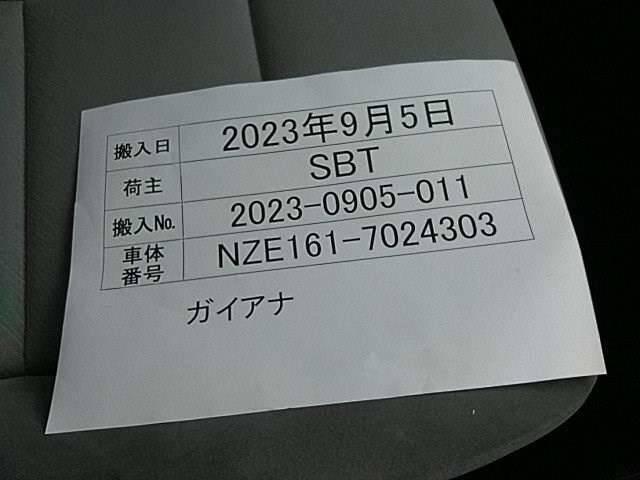 搬入日 2023年9月5日
荷主 SBT
搬入No. 2023-0905-011
車体番号 NZE161-7024303
ガイアナ